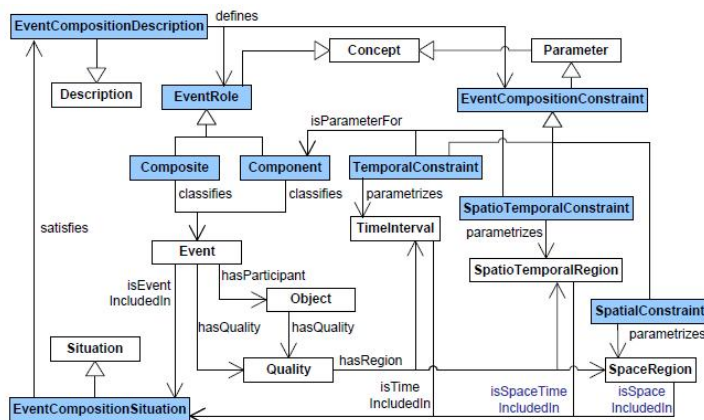 EventCompositionDescription
defines
Concept
Parameter
Description
EventRole
EventCompositionConstraint
isParameterFor
Composite
Component
TemporalConstraint
classifies
classifies
parametrizes
SpatioTemporalConstraint
satisfies
TimeInterval
parametrizes
Event
isEvent
IncludedIn
hasParticipant
SpatioTemporalRegion
Object
hasQuality
hasQuality
SpatialConstraint
Situation
parametrizes
Quality
hasRegion
SpaceRegion
isTime
IncludedIn
isSpaceTime
IncludedIn
isSpace
IncludedIn
EventCompositionSituation